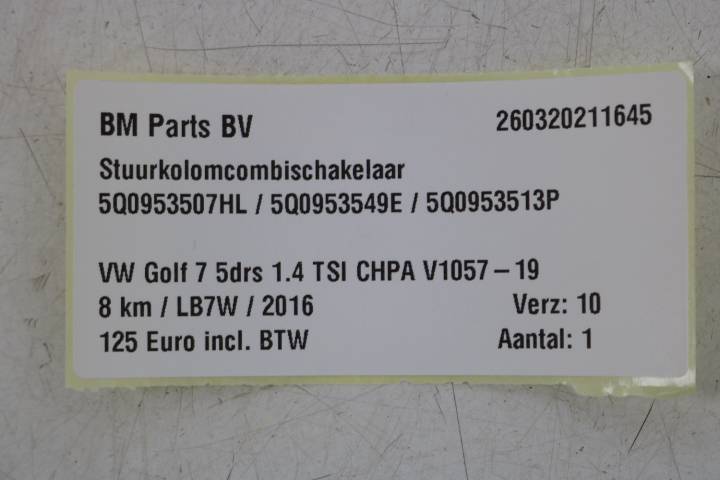 BM Parts BV 260320211645
Stuurkolomcombischakelaar
5Q0953507HL / 5Q0953549E / 5Q0953513P
VW Golf 7 5drs 1.4 TSI CHPA V1057 – 19
8 km / LB7W / 2016 Verz: 10
125 Euro incl. BTW Aantal: 1